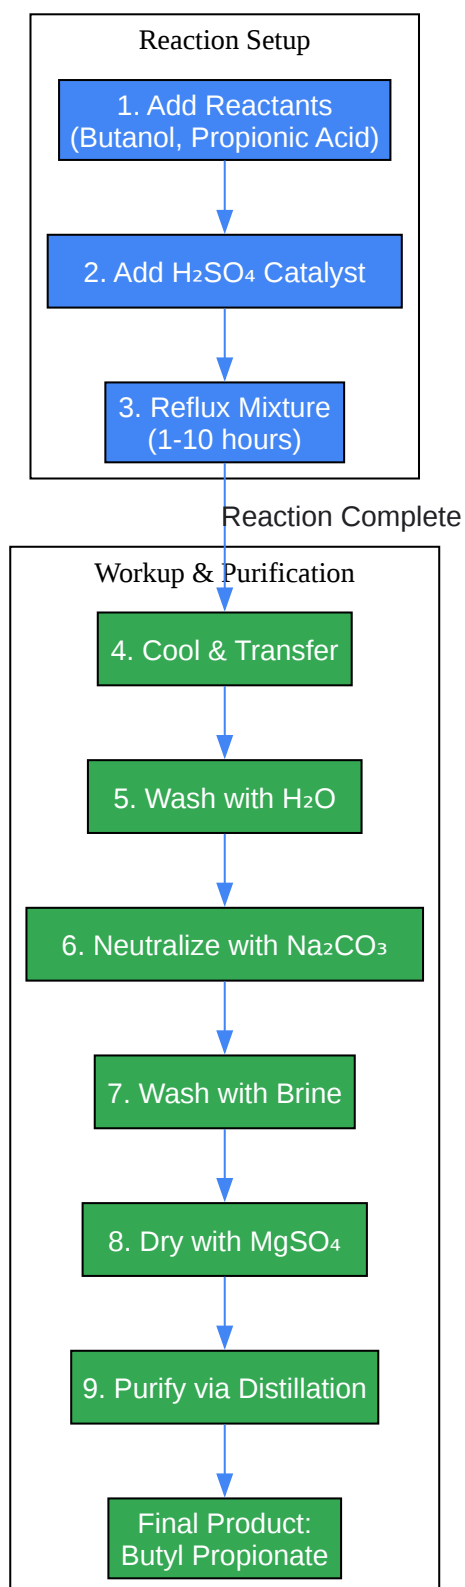 Reaction Setup
1. Add Reactants
(Butanol, Propionic Acid)
2. Add H₂SO₄ Catalyst
3. Reflux Mixture
(1-10 hours)
Reaction Complete
Workup & Purification
4. Cool & Transfer
5. Wash with H₂O
6. Neutralize with Na₂CO₃
7. Wash with Brine
8. Dry with MgSO₄
9. Purify via Distillation
Final Product:
Butyl Propionate